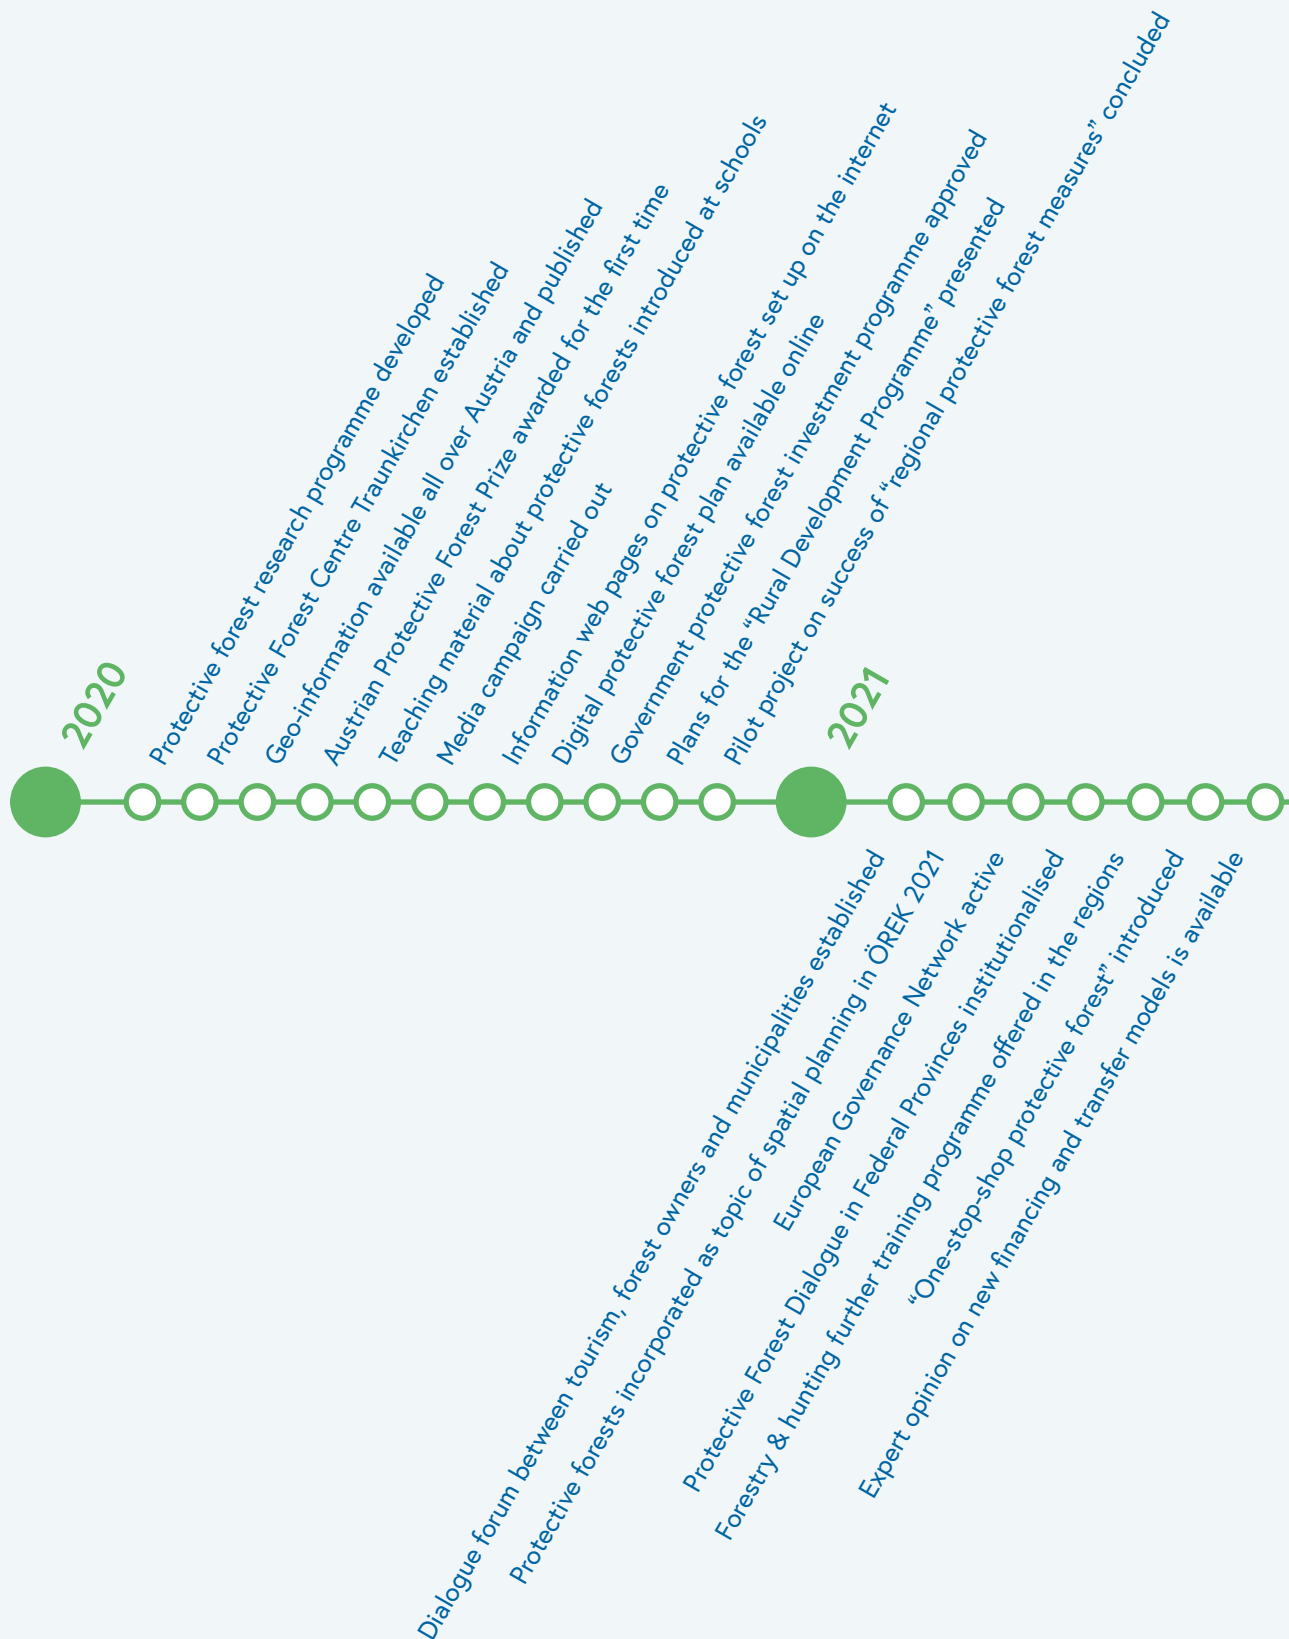 2020
Protective forest research programme developed
Protective Forest Centre Traunkirchen established
Geo-information available all over Austria and published
Austrian Protective Forest Prize awarded for the first time
Teaching material about protective forests introduced at schools
Media campaign carried out
Information web pages on protective forest set up on the internet
Digital protective forest plan available online
Government protective forest investment programme approved
Plans for the “Rural Development Programme” presented
Pilot project on success of “regional protective forest measures” concluded
2021
Dialogue forum between tourism, forest owners and municipalities established
Protective forests incorporated as topic of spatial planning in ÖREK 2021
European Governance Network active
Protective Forest Dialogue in Federal Provinces institutionalised
Forestry & hunting further training programme offered in the regions
“One-stop-shop protective forest” introduced
Expert opinion on new financing and transfer models is available